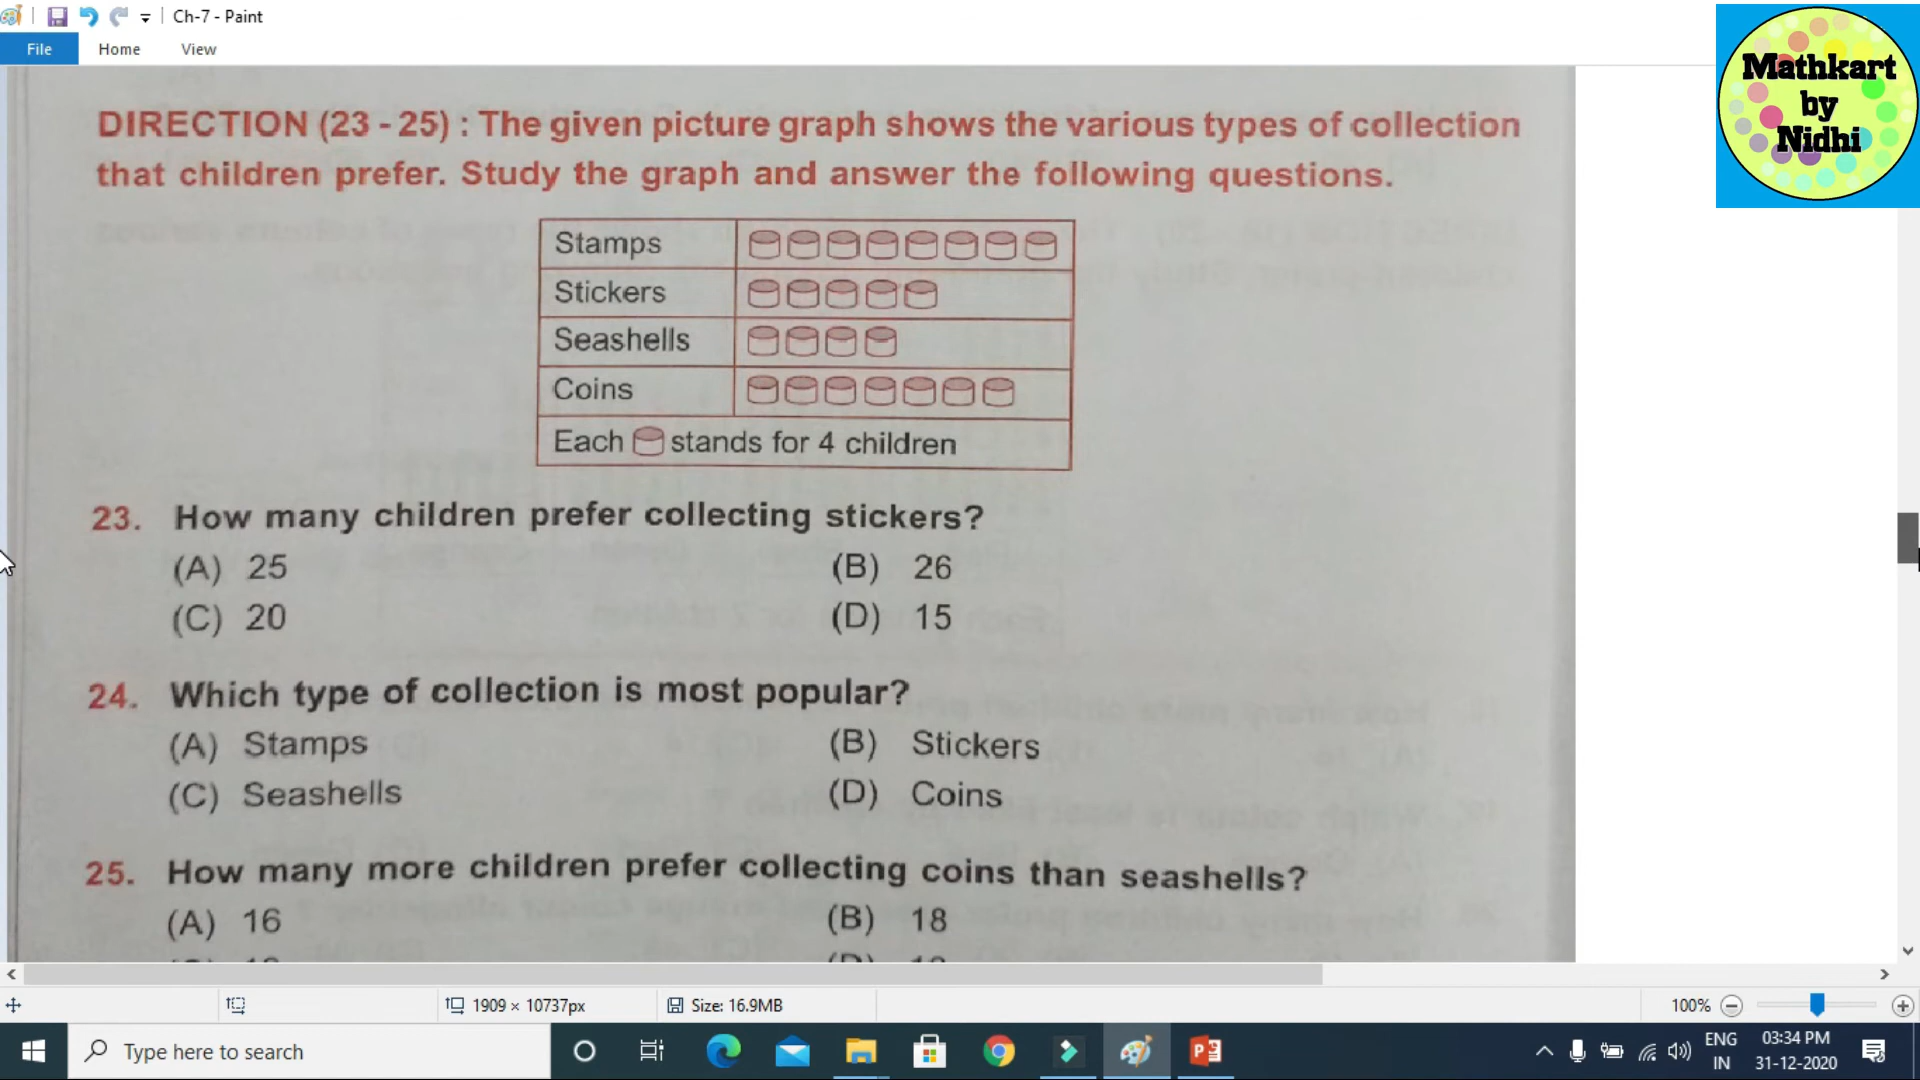 Ch-7 - Paint
File Home View
Mathkart
by
Nidhi
DIRECTION (23 - 25) : The given picture graph shows the various types of collection
that children prefer. Study the graph and answer the following questions.
Stamps
Stickers
Seashells
Coins
Each stands for 4 children
23. How many children prefer collecting stickers?
(A) 25 (B) 26
(C) 20 (D) 15
24. Which type of collection is most popular?
(A) Stamps (B) Stickers
(C) Seashells (D) Coins
25. How many more children prefer collecting coins than seashells?
(A) 16 (B) 18
1909 × 10737px Size: 16.9MB 100%
Type here to search
ENG 03:34 PM
IN 31-12-2020